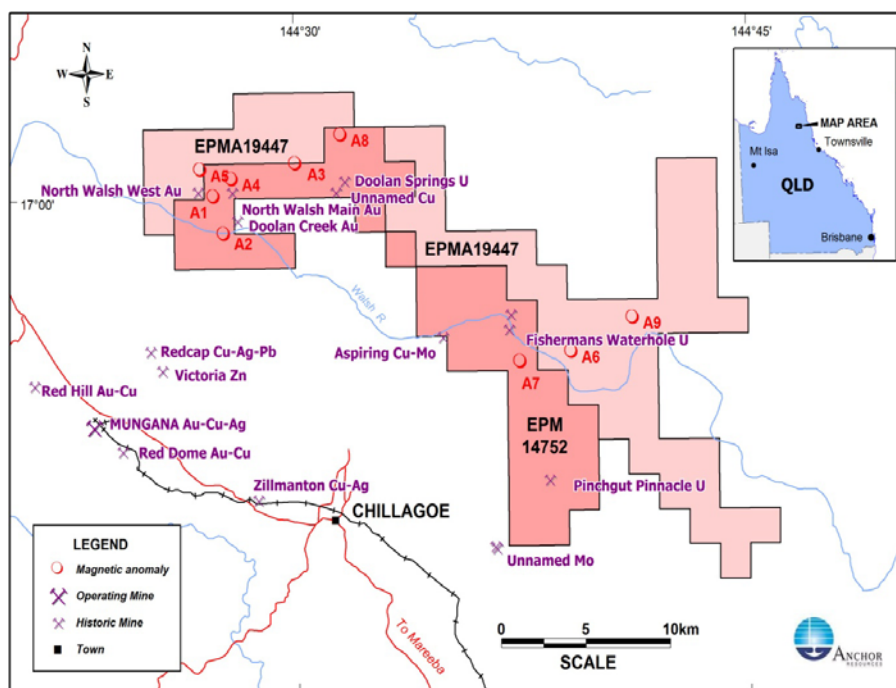 144°30'
144°45'
N
W E
S
MAP AREA
Townsville
Mt Isa
QLD
Brisbane
EPMA19447
A8
A3
A5
A4
Doolan Springs U
North Walsh West Au
Unnamed Cu
A1
17°00'
North Walsh Main Au
Doolan Creek Au
A2
EPMA19447
Walsh R
A9
Fishermans Waterhole U
Aspiring Cu-Mo
A6
A7
Redcap Cu-Ag-Pb
Victoria Zn
Red Hill Au-Cu
MUNGANA Au-Cu-Ag
EPM
14752
Red Dome Au-Cu
Zillmanton Cu-Ag
Pinchgut Pinnacle U
CHILLAGOE
Unnamed Mo
LEGEND
Magnetic anomaly
Operating Mine
Historic Mine
Town
To Mareeba
0 5 10km
SCALE
ANCHOR
RESOURCES